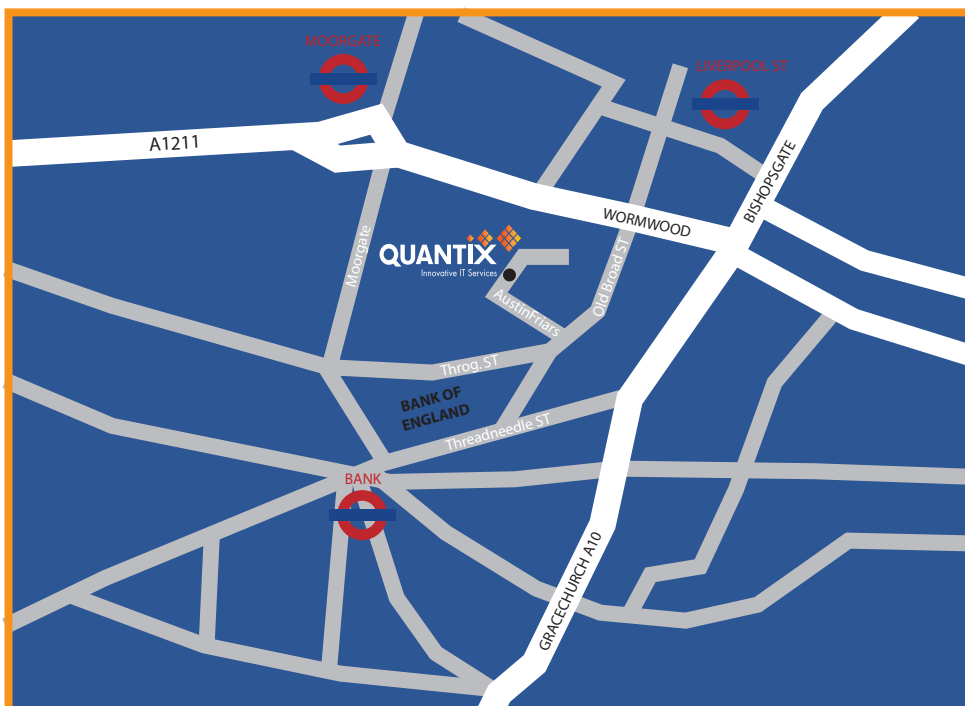 MOORGATE
LIVERPOOL ST
A1211
BISHOPSGATE
WORMWOOD
Moorgate
QUANTIX
Innovative IT Services
Old Broad ST
AustinFriars
Throg. ST
BANK OF
ENGLAND
Threadneedle ST
BANK
GRACECHURCH A10